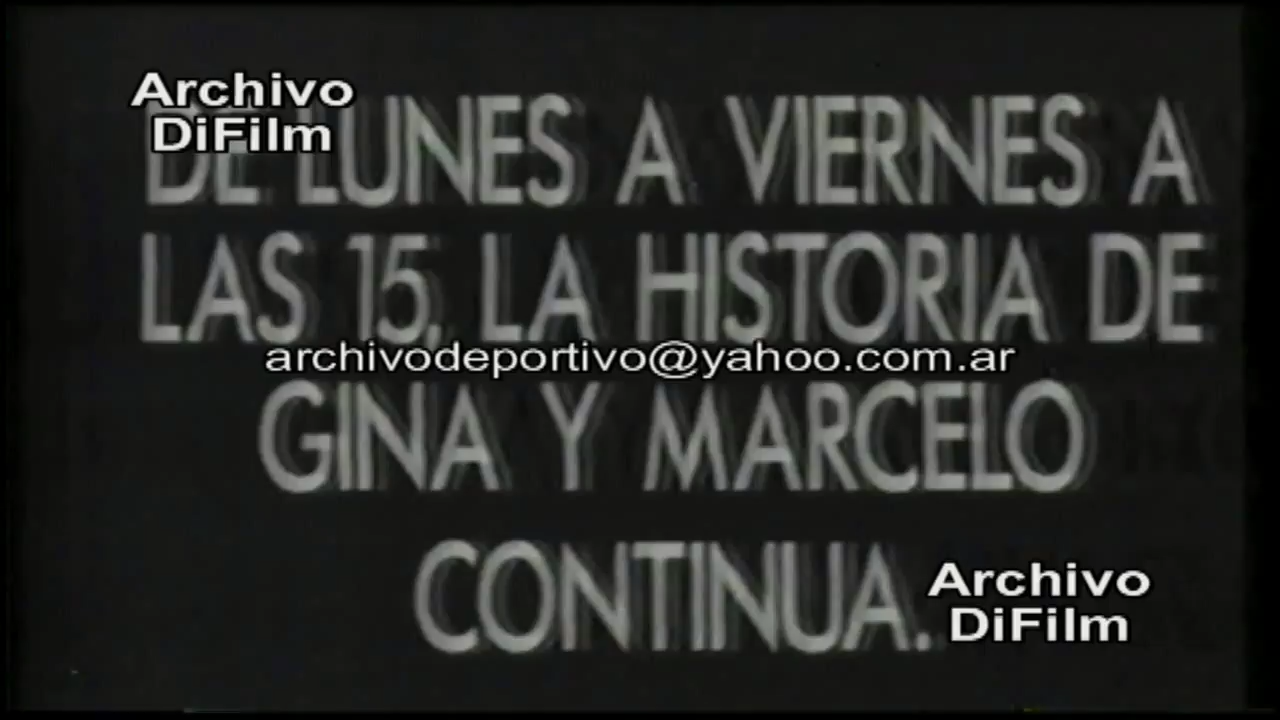 Archivo
DiFilm
DE LUNES A VIERNES A
LAS 15, LA HISTORIA DE
archivodeportivo@yahoo.com.ar
GINA Y MARCELO
CONTINUA.
Archivo
DiFilm